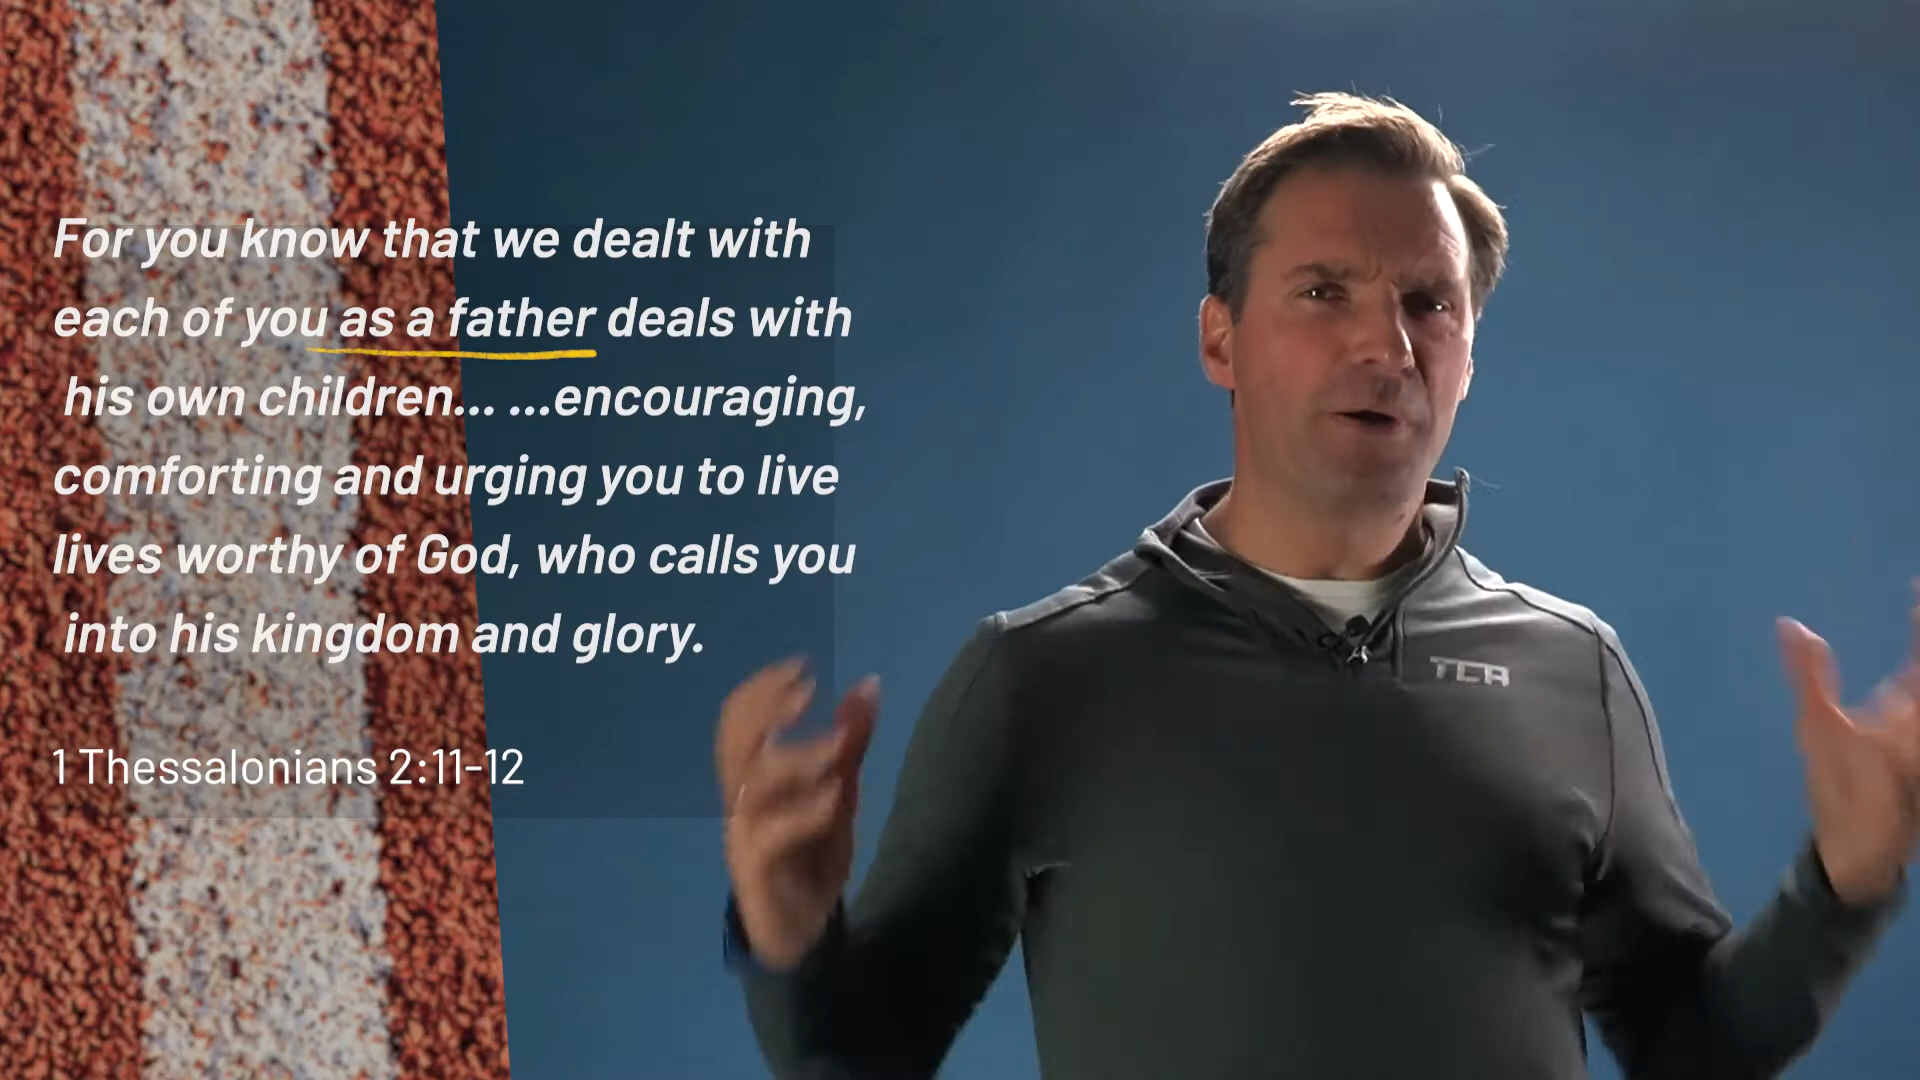 For you know that we dealt with
each of you as a father deals with
his own children... ...encouraging,
comforting and urging you to live
lives worthy of God, who calls you
into his kingdom and glory.
1 Thessalonians 2:11-12
TCA